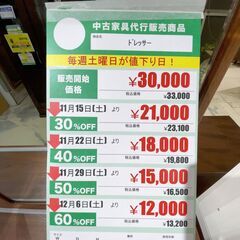 中古家具代行販売商品
ドレッサー
毎週土曜日が値下り日！
販売開始価格 ¥30,000
税込価格 ¥33,000
11月15日(土)より ¥21,000
30%OFF 税込価格 ¥23,100
11月22日(土)より ¥18,000
40%OFF 税込価格 ¥19,800
11月29日(土)より ¥15,000
50%OFF 税込価格 ¥16,500
12月6日(土)より ¥12,000
60%OFF 税込価格 ¥13,200